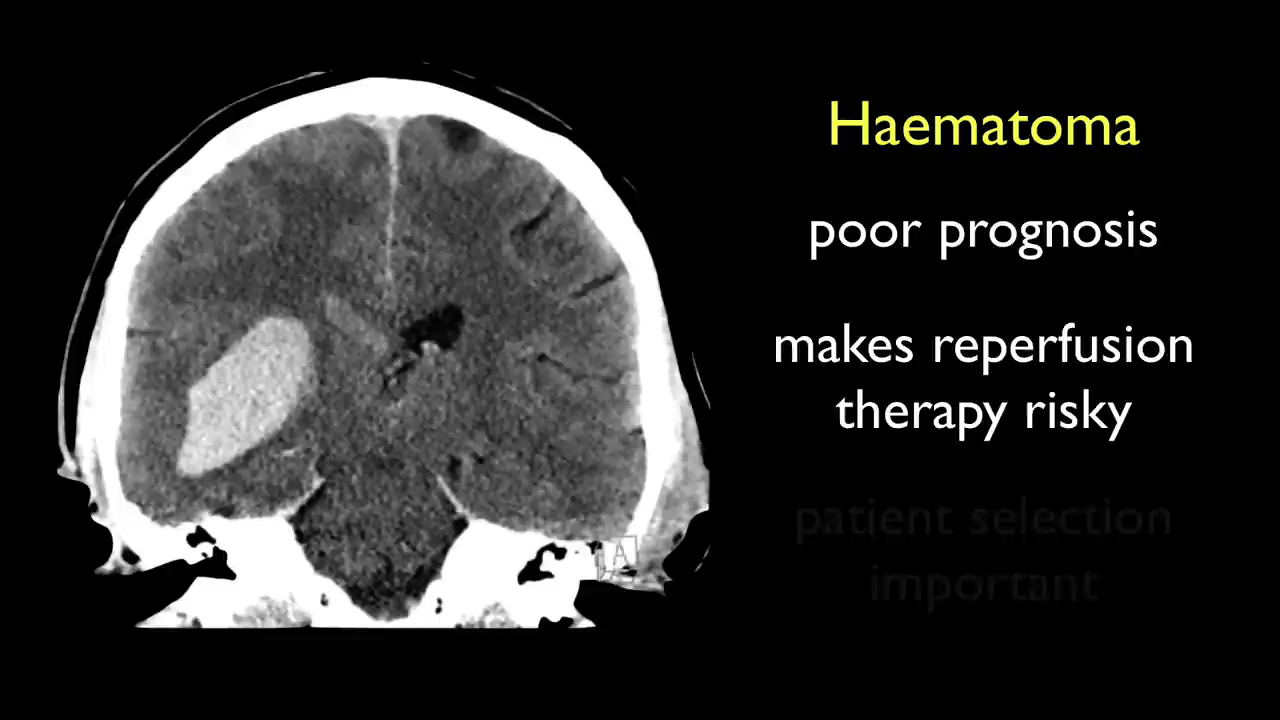 Haematoma
poor prognosis
makes reperfusion
therapy risky
patient selection
important
A